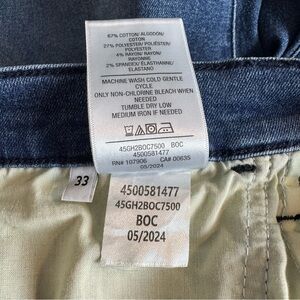 67% COTTON/ ALGODÓN/
COTON
27% POLYESTER/ POLIÉSTER/
POLYESTER
4% RAYON/ RAYÓN/
RAYONNE
2% SPANDEX/ ELASTHANNE/
ELASTANO
MACHINE WASH COLD GENTLE
CYCLE
ONLY NON-CHLORINE BLEACH WHEN
NEEDED
TUMBLE DRY LOW
MEDIUM IRON IF NEEDED
45GH2BOC7500 BOC
4500581477
RN# 107906 CA# 00635
05/2024
33
4500581477
45GH2BOC7500
BOC
05/2024